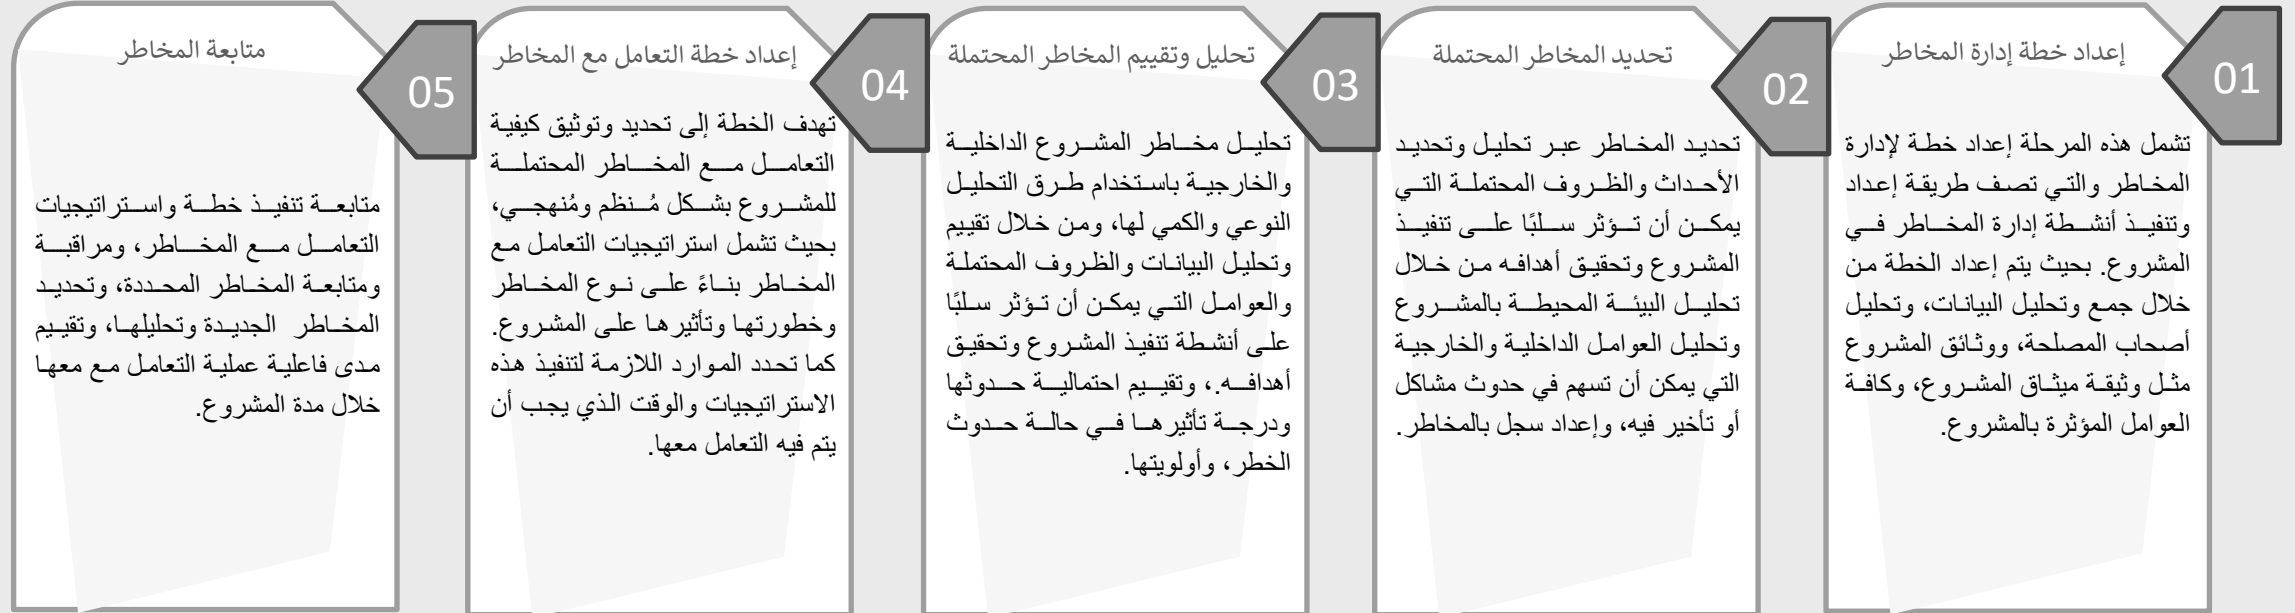 01
إعداد خطة إدارة المخاطر
تشمل هذه المرحلة إعداد خطة لإدارة
المخاطر والتي تصف طريقة إعداد
وتنفيذ أنشطة إدارة المخاطر في
المشروع. بحيث يتم إعداد الخطة من
خلال جمع وتحليل البيانات، وتحليل
أصحاب المصلحة، ووثائق المشروع
مثل وثيقة ميثاق المشروع، وكافة
العوامل المؤثرة بالمشروع.
02
تحديد المخاطر المحتملة
تحديد المخاطر عبر تحليل وتحديد
الأحداث والظروف المحتملة التي
يمكن أن تؤثر سلبًا على تنفيذ
المشروع وتحقيق أهدافه من خلال
تحليل البيئة المحيطة بالمشروع
وتحليل العوامل الداخلية والخارجية
التي يمكن أن تسهم في حدوث مشاكل
أو تأخير فيه، وإعداد سجل بالمخاطر.
03
تحليل وتقييم المخاطر المحتملة
تحليل مخاطر المشروع الداخلية
والخارجية باستخدام طرق التحليل
النوعي والكمي لها، ومن خلال تقييم
وتحليل البيانات والظروف المحتملة
والعوامل التي يمكن أن تؤثر سلبًا
على أنشطة تنفيذ المشروع وتحقيق
أهدافه.، وتقييم احتمالية حدوثها
ودرجة تأثيرها في حالة حدوث
الخطر، وأولويتها.
04
إعداد خطة التعامل مع المخاطر
تهدف الخطة إلى تحديد وتوثيق كيفية
التعامل مع المخاطر المحتملة
للمشروع بشكل مُنظم ومُنهجي،
بحيث تشمل استراتيجيات التعامل مع
المخاطر بناءً على نوع المخاطر
وخطورتها وتأثيرها على المشروع.
كما تحدد الموارد اللازمة لتنفيذ هذه
الاستراتيجيات والوقت الذي يجب أن
يتم فيه التعامل معها.
05
متابعة المخاطر
متابعة تنفيذ خطة واستراتيجيات
التعامل مع المخاطر، ومراقبة
ومتابعة المخاطر المحددة، وتحديد
المخاطر الجديدة وتحليلها، وتقييم
مدى فاعلية عملية التعامل مع معها
خلال مدة المشروع.